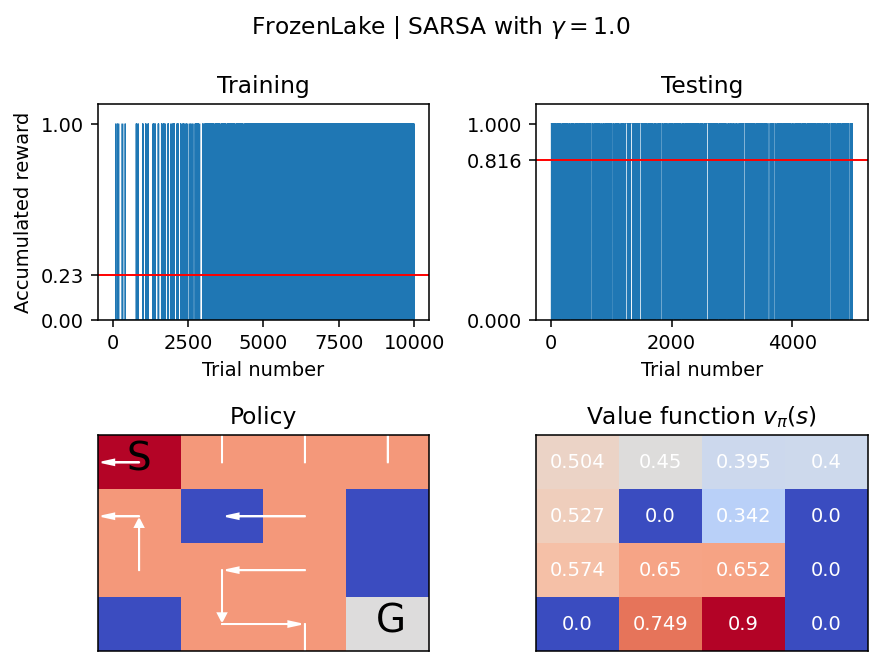 FrozenLake | SARSA with γ = 1.0
Training
Accumulated reward
1.00
0.23
0.00
0 2500 5000 7500 10000
Trial number
Testing
1.000
0.816
0.000
0 2000 4000
Trial number
Policy
S
G
Value function vπ(s)
0.504 0.45 0.395 0.4
0.527 0.0 0.342 0.0
0.574 0.65 0.652 0.0
0.0 0.749 0.9 0.0